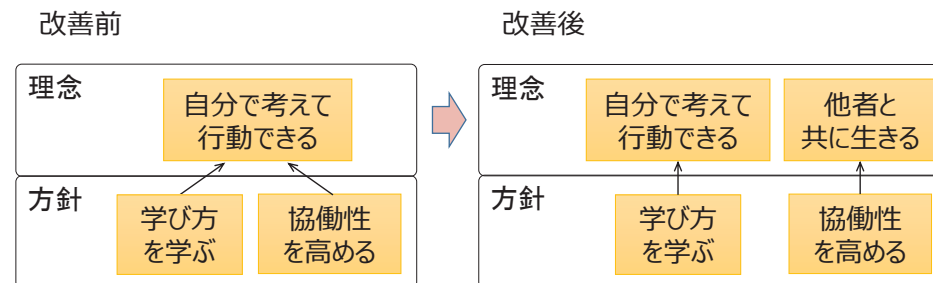 改善前
理念
自分で考えて
行動できる
方針
学び方
を学ぶ
協働性
を高める
改善後
理念
自分で考えて
行動できる
他者と
共に生きる
方針
学び方
を学ぶ
協働性
を高める